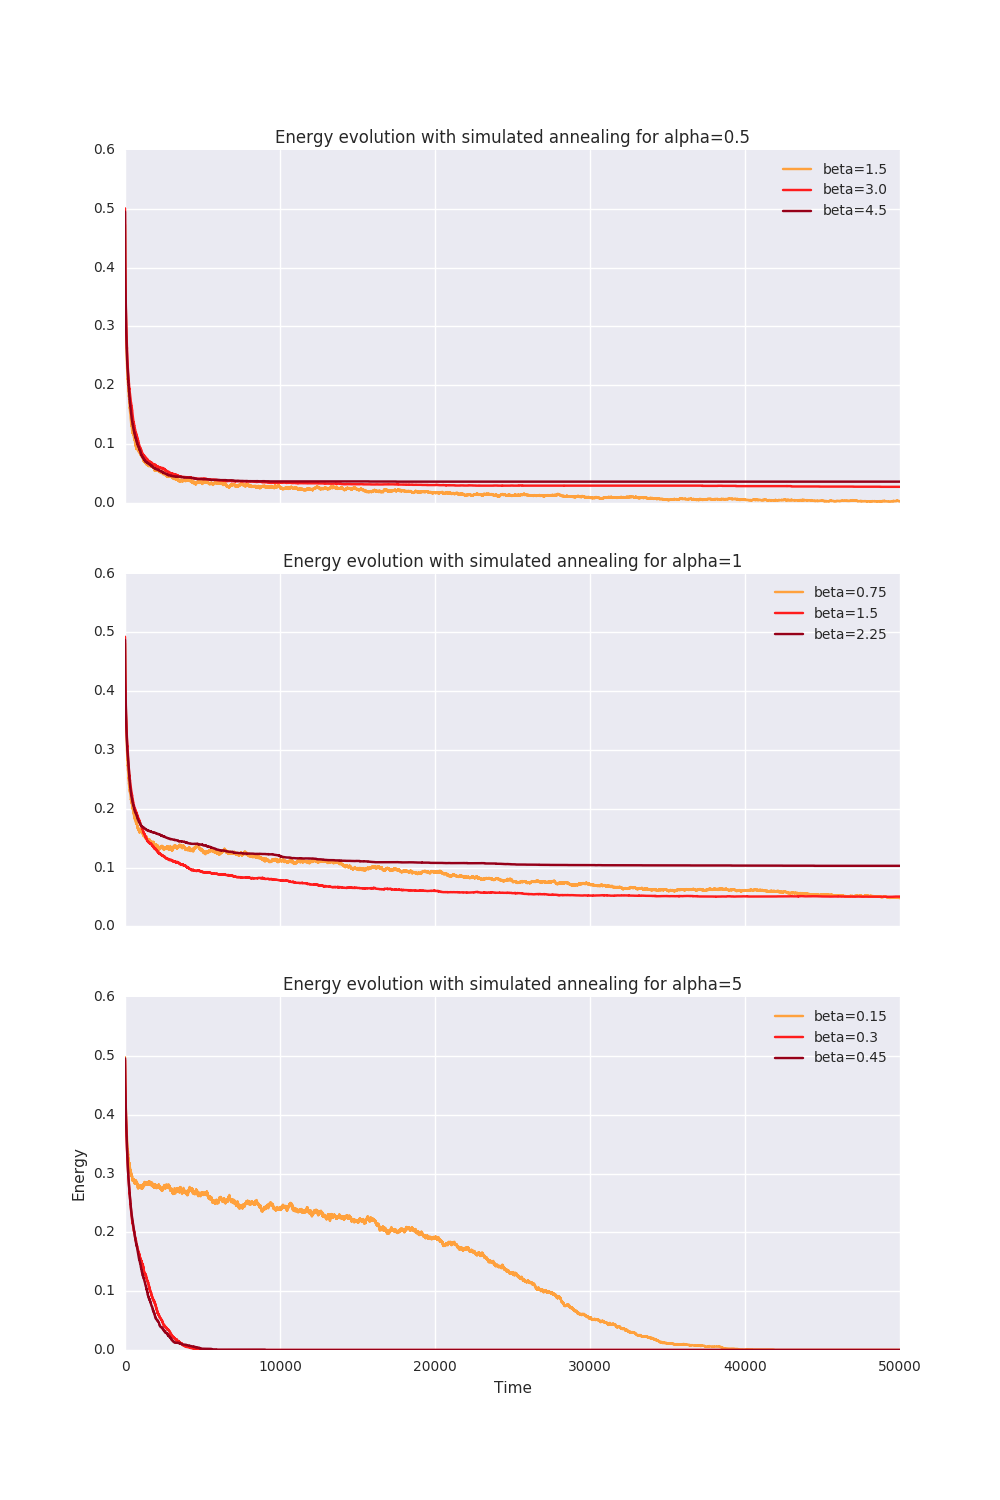 Energy evolution with simulated annealing for alpha=0.5
0.6
0.5
0.4
0.3
0.2
0.1
0.0
beta=1.5
beta=3.0
beta=4.5
Energy evolution with simulated annealing for alpha=1
0.6
0.5
0.4
0.3
0.2
0.1
0.0
beta=0.75
beta=1.5
beta=2.25
Energy evolution with simulated annealing for alpha=5
0.6
0.5
0.4
0.3
0.2
0.1
0.0
Energy
beta=0.15
beta=0.3
beta=0.45
0 10000 20000 30000 40000 50000
Time